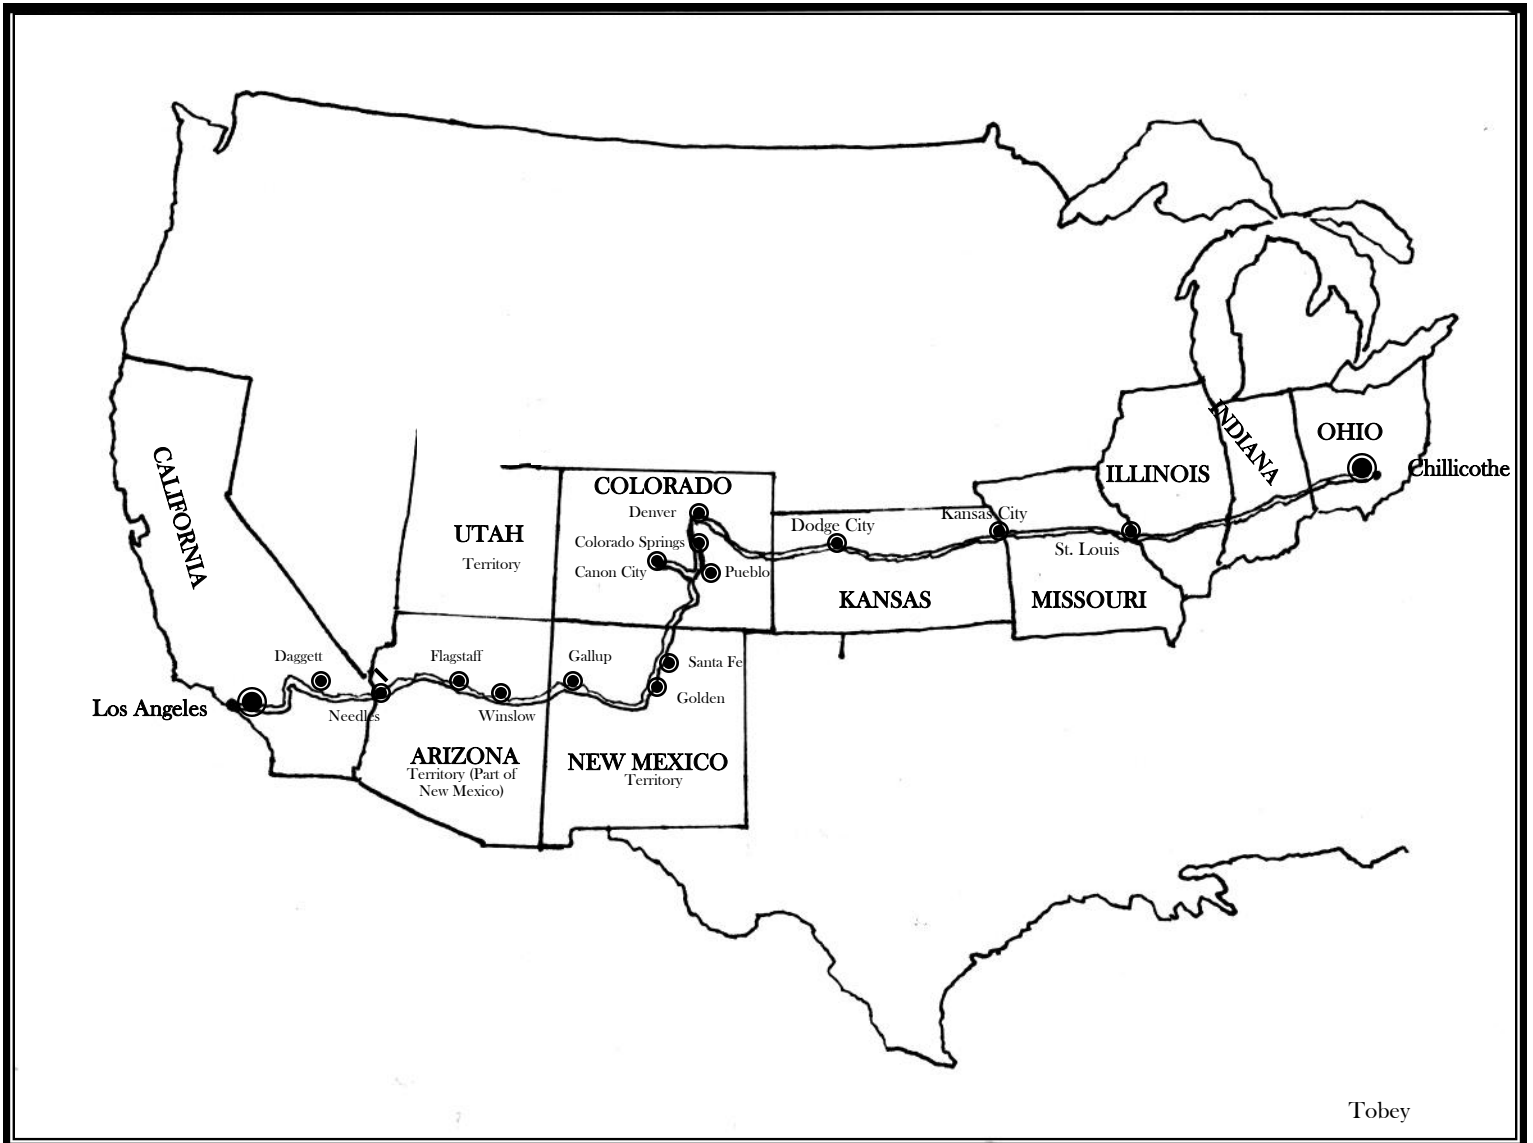 OHIO
INDIANA
ILLINOIS
Chillicothe
COLORADO
Denver
Colorado Springs
Canon City
Pueblo
Dodge City
Kansas City
St. Louis
UTAH
Territory
CALIFORNIA
KANSAS
MISSOURI
Daggett
Flagstaff
Gallup
Santa Fe
Golden
Los Angeles
Needles
Winslow
ARIZONA
Territory (Part of
New Mexico)
NEW MEXICO
Territory
Tobey